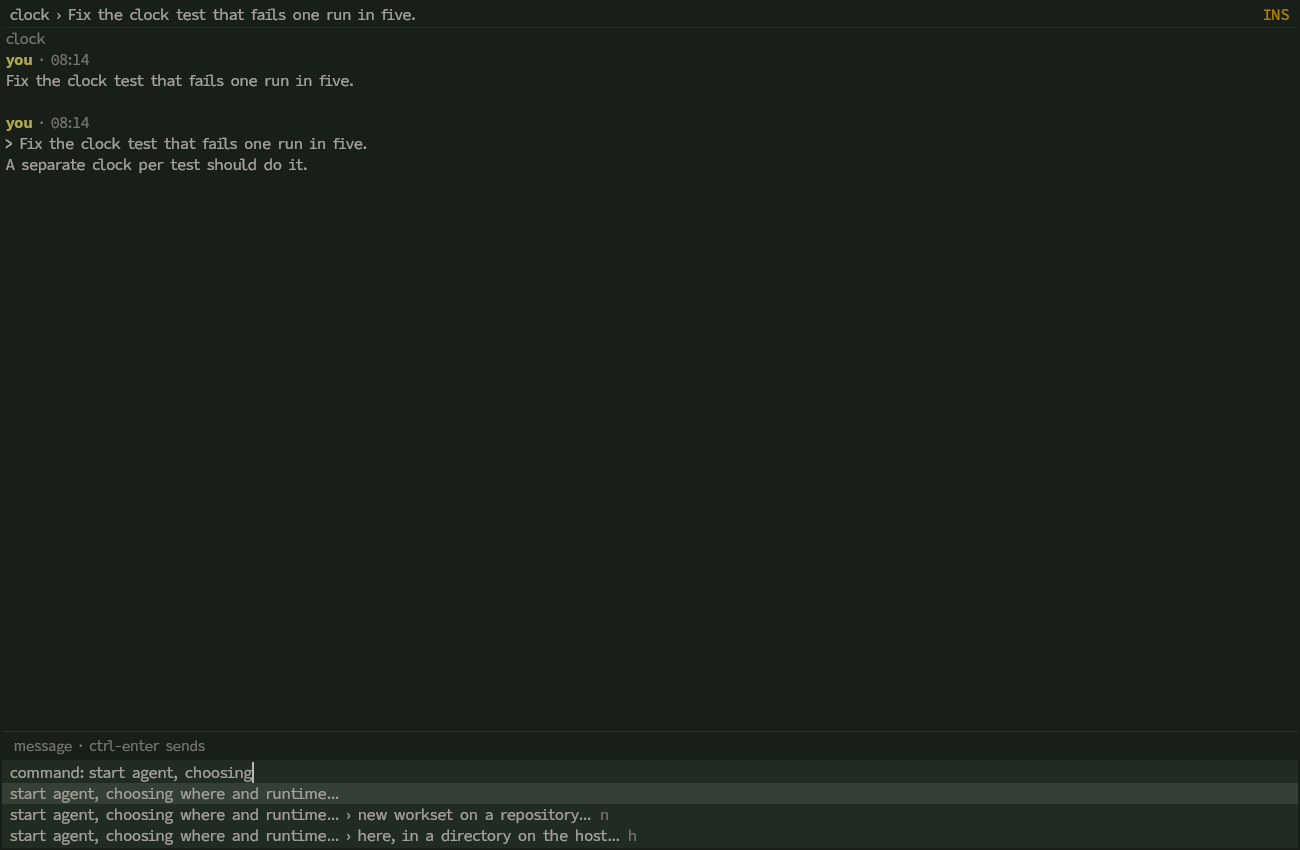 clock › Fix the clock test that fails one run in five. INS
clock
you · 08:14
Fix the clock test that fails one run in five.
you · 08:14
> Fix the clock test that fails one run in five.
A separate clock per test should do it.
message · ctrl-enter sends
command: start agent, choosing
start agent, choosing where and runtime...
start agent, choosing where and runtime... › new workset on a repository... n
start agent, choosing where and runtime... › here, in a directory on the host... h